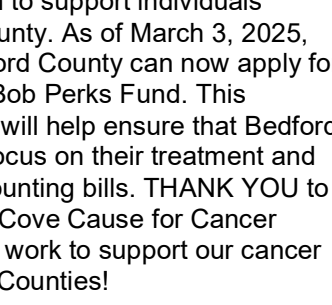 to support individuals
unty. As of March 3, 2025,
ord County can now apply fo
Bob Perks Fund. This
will help ensure that Bedford
ocus on their treatment and
ounting bills. THANK YOU to
Cove Cause for Cancer
work to support our cancer
Counties!